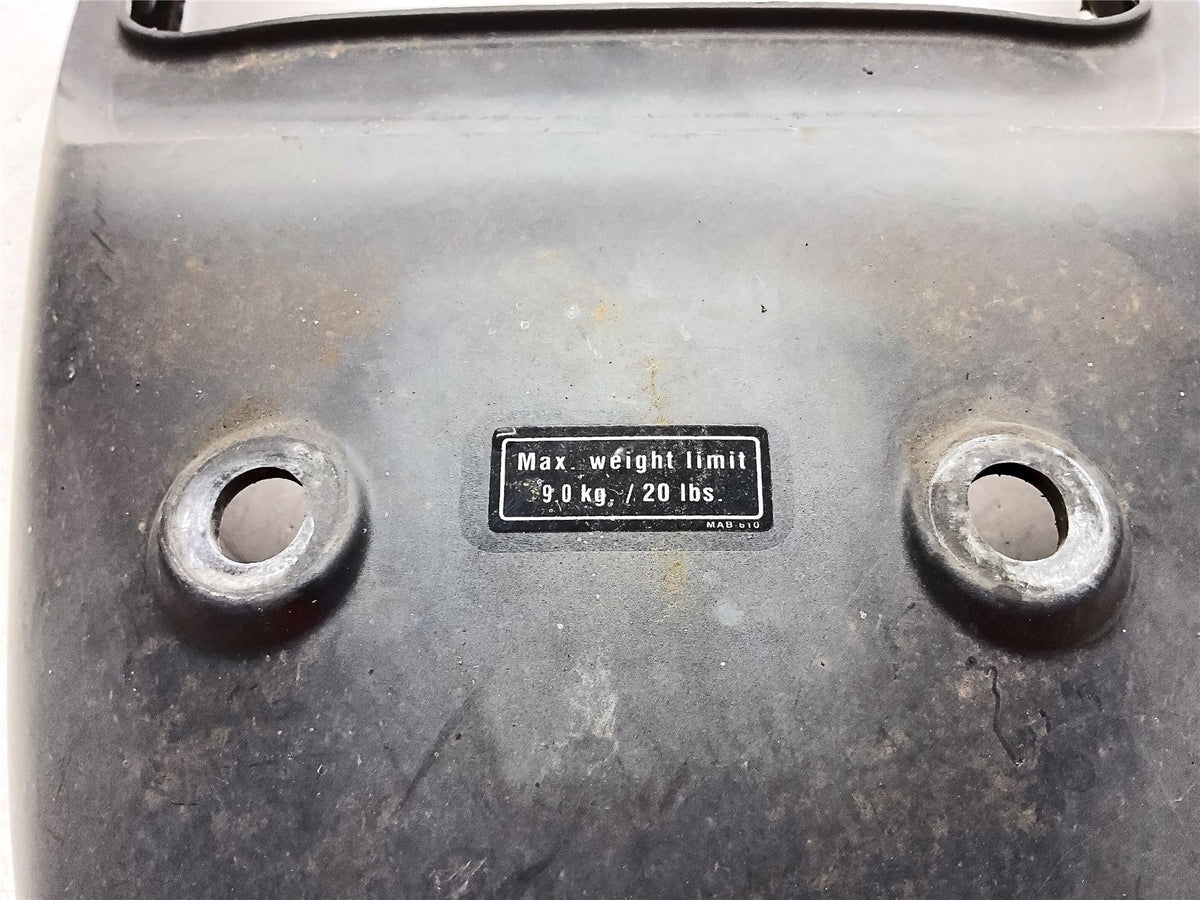 Max. weight limit
9.0 kg. / 20 lbs.
MAB-610